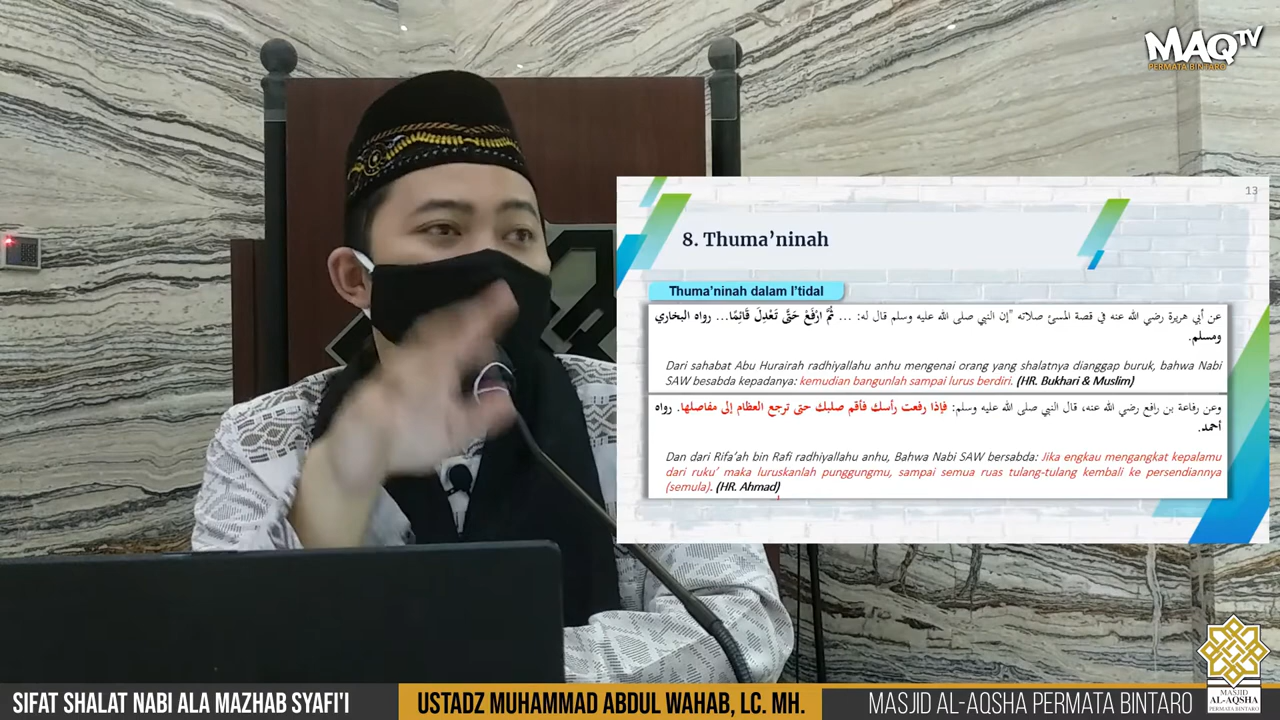 MAQTV
PERMATA BINTARO
13
8. Thuma’ninah
Thuma’ninah dalam I’tidal
عن أبي هريرة رضي الله عنه في قصة المسئ صلاته "إن النبي صلى الله عليه وسلم قال له: ... ثُمَّ ارْفَعْ حَتَّى تَعْدِلَ قَائِمًا... رواه البخاري
ومسلم.
Dari sahabat Abu Hurairah radhiyallahu anhu mengenai orang yang shalatnya dianggap buruk, bahwa Nabi
SAW besabda kepadanya: kemudian bangunlah sampai lurus berdiri. (HR. Bukhari & Muslim)
وعن رفاعة بن رافع رضي الله عنه، قال النبي صلى الله عليه وسلم: فإذا رفعت رأسك فأقم صلبك حتى ترجع العظام إلى مفاصلها. رواه
أحمد.
Dan dari Rifa’ah bin Rafi radhiyallahu anhu, Bahwa Nabi SAW bersabda: Jika engkau mengangkat kepalamu
dari ruku’ maka luruskanlah punggungmu, sampai semua ruas tulang-tulang kembali ke persendiannya
(semula). (HR. Ahmad)
SIFAT SHALAT NABI ALA MAZHAB SYAFI'I
USTADZ MUHAMMAD ABDUL WAHAB, LC. MH.
MASJID AL-AQSHA PERMATA BINTARO
MASJID
AL-AQSHA
PERMATA BINTARO